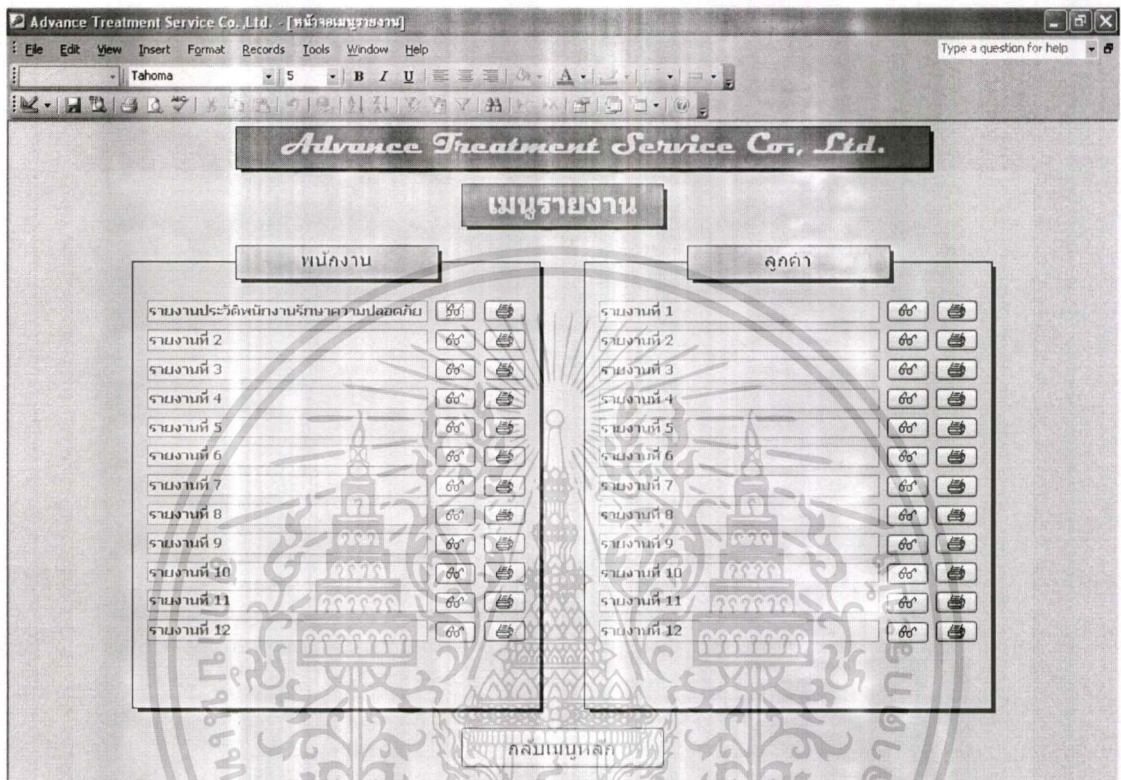 Advance Treatment Service Co.,Ltd. - [หน้าจอเมนูรายงาน]
File Edit View Insert Format Records Tools Window Help Type a question for help
Tahoma 5 B I U A
Advance Treatment Service Co., Ltd.
เมนูรายงาน
พนักงาน
รายงานประวัติพนักงานรักษาความปลอดภัย
รายงานที่ 2
รายงานที่ 3
รายงานที่ 4
รายงานที่ 5
รายงานที่ 6
รายงานที่ 7
รายงานที่ 8
รายงานที่ 9
รายงานที่ 10
รายงานที่ 11
รายงานที่ 12
ลูกค้า
รายงานที่ 1
รายงานที่ 2
รายงานที่ 3
รายงานที่ 4
รายงานที่ 5
รายงานที่ 6
รายงานที่ 7
รายงานที่ 8
รายงานที่ 9
รายงานที่ 10
รายงานที่ 11
รายงานที่ 12
กลับเมนูหลัก